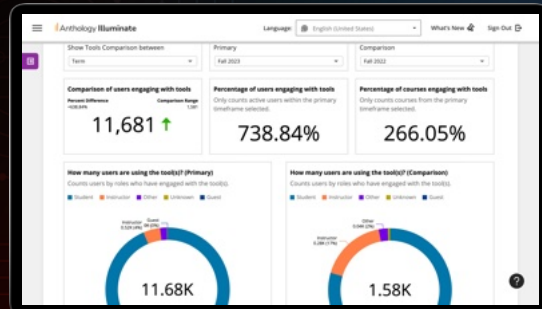 Anthology Illuminate
Language:
English (United States)
What's New
Sign Out
Show Tools Comparison between
Primary
Comparison
Term
Fall 2023
Fall 2022
Comparison of users engaging with tools
Percent Difference
Comparison Range
11,681
Percentage of users engaging with tools
Only counts active users within the primary
timeframe selected.
738.84%
Percentage of courses engaging with tools
Only counts courses from the primary
timeframe selected.
266.05%
How many users are using the tool(s)? (Primary)
Counts users by roles who have engaged with the tool(s).
Student Instructor Other Unknown Guest
Instructor
Guest
11.68K
How many users are using the tool(s)? (Comparison)
Counts users by roles who have engaged with the tool(s).
Student Instructor Other Unknown Guest
Other
Instructor
1.58K
?